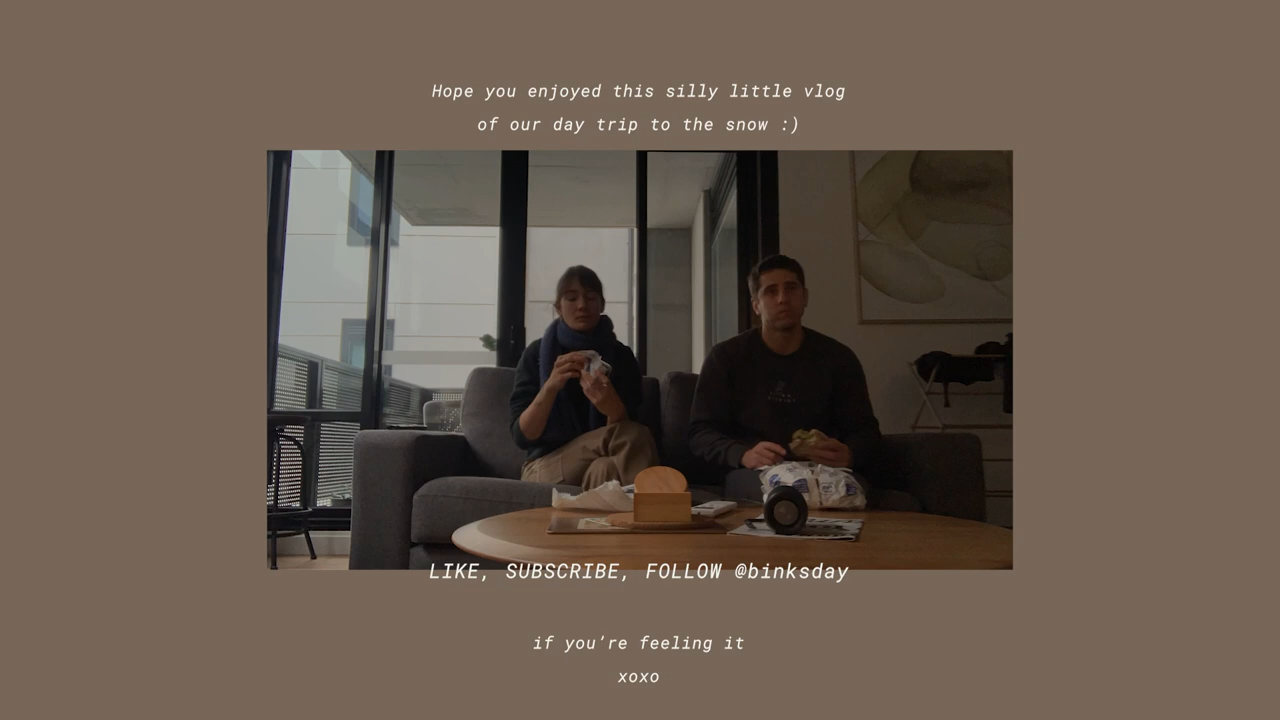 Hope you enjoyed this silly little vlog
of our day trip to the snow :)
LIKE, SUBSCRIBE, FOLLOW @binksday
if you're feeling it
xoxo